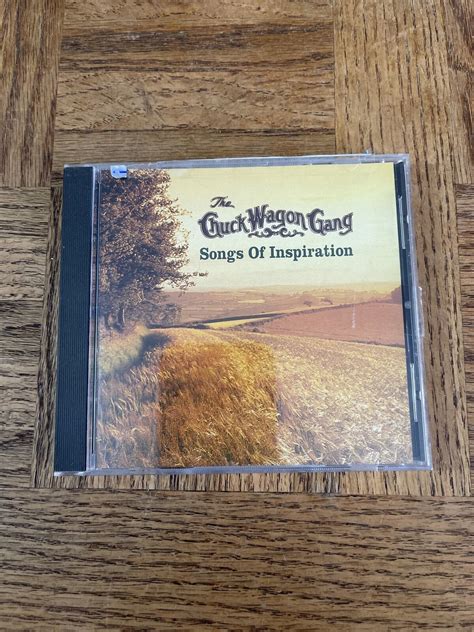 The
Chuck Wagon Gang
Songs Of Inspiration